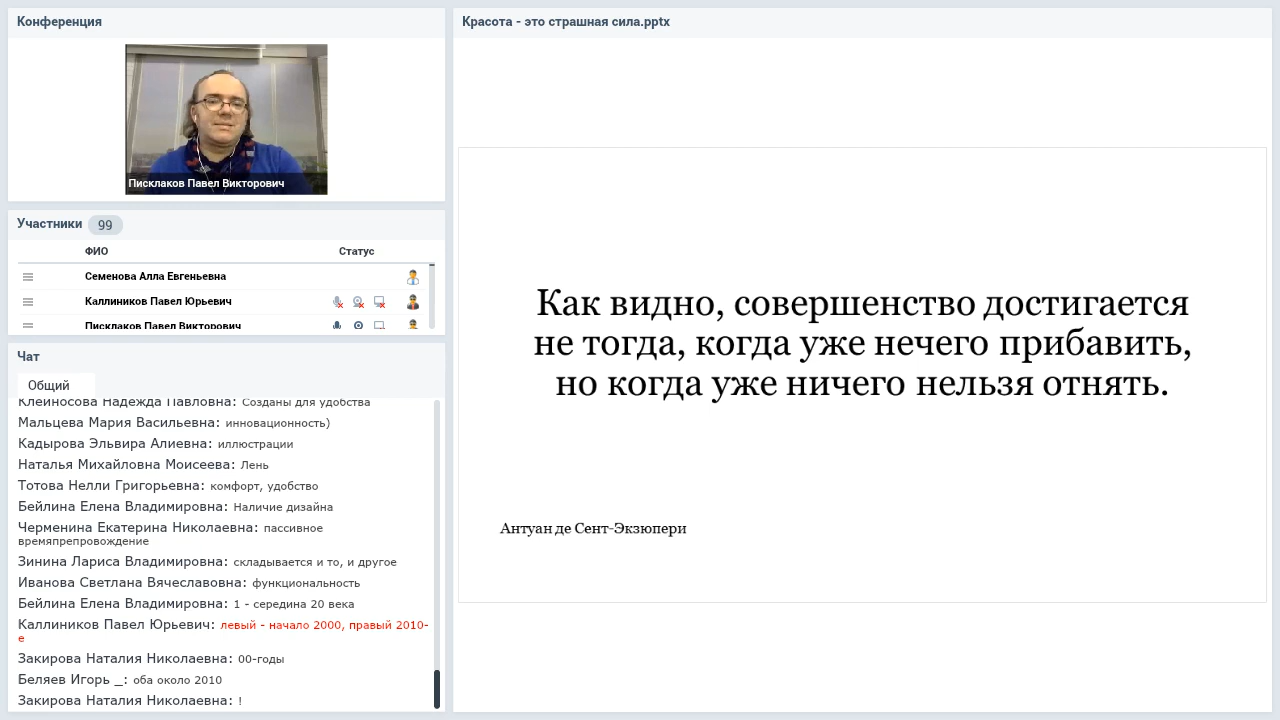 Конференция
Писклаков Павел Викторович
Участники 99
ФИО Статус
Семенова Алла Евгеньевна
Каллиников Павел Юрьевич
Писклаков Павел Викторович
Чат
Общий
Клейносова Надежда Павловна: Созданы для удобства
Мальцева Мария Васильевна: инновационность)
Кадырова Эльвира Алиевна: иллюстрации
Наталья Михайловна Моисеева: Лень
Тотова Нелли Григорьевна: комфорт, удобство
Бейлина Елена Владимировна: Наличие дизайна
Черменина Екатерина Николаевна: пассивное
времяпрепровождение
Зинина Лариса Владимировна: складывается и то, и другое
Иванова Светлана Вячеславовна: функциональность
Бейлина Елена Владимировна: 1 - середина 20 века
Каллиников Павел Юрьевич: левый - начало 2000, правый 2010-
е
Закирова Наталия Николаевна: 00-годы
Беляев Игорь _: оба около 2010
Закирова Наталия Николаевна: !
Красота - это страшная сила.pptx
Как видно, совершенство достигается
не тогда, когда уже нечего прибавить,
но когда уже ничего нельзя отнять.
Антуан де Сент-Экзюпери